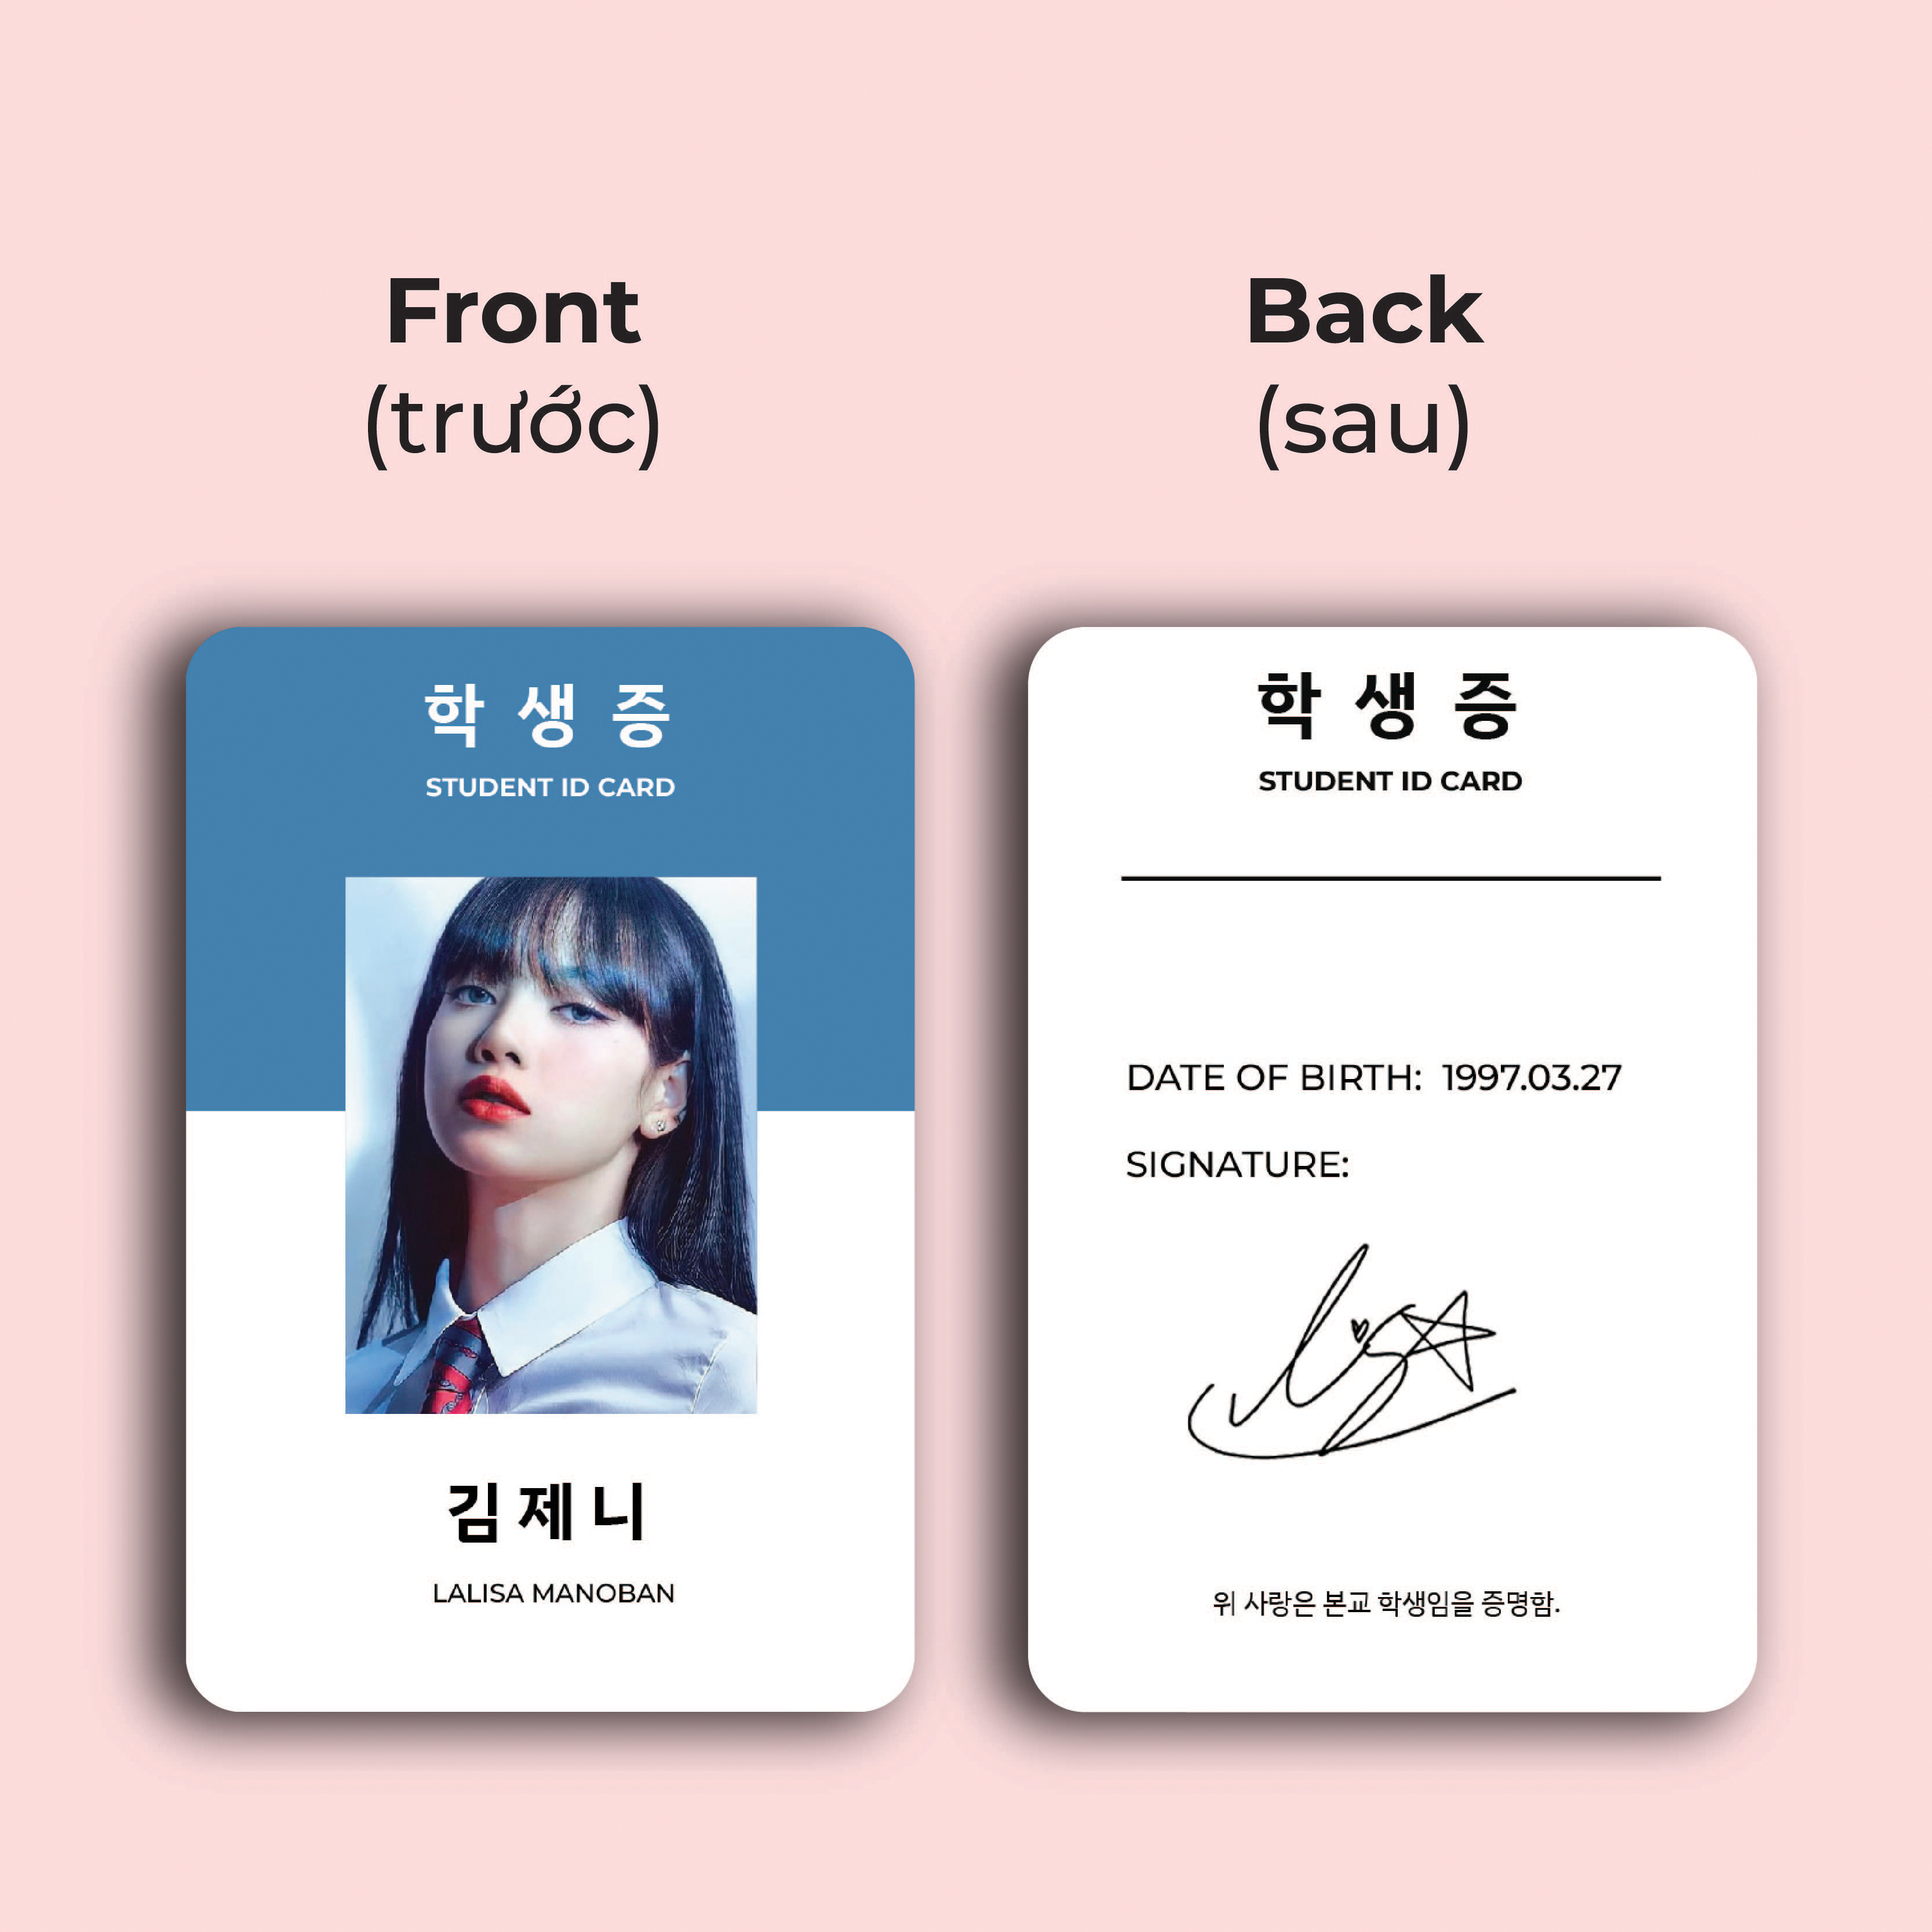 Front
(trước)
학 생 증
STUDENT ID CARD
김제니
LALISA MANOBAN
Back
(sau)
학 생 증
STUDENT ID CARD
DATE OF BIRTH: 1997.03.27
SIGNATURE:
Lisa
위 사랑은 본교 학생임을 증명함.